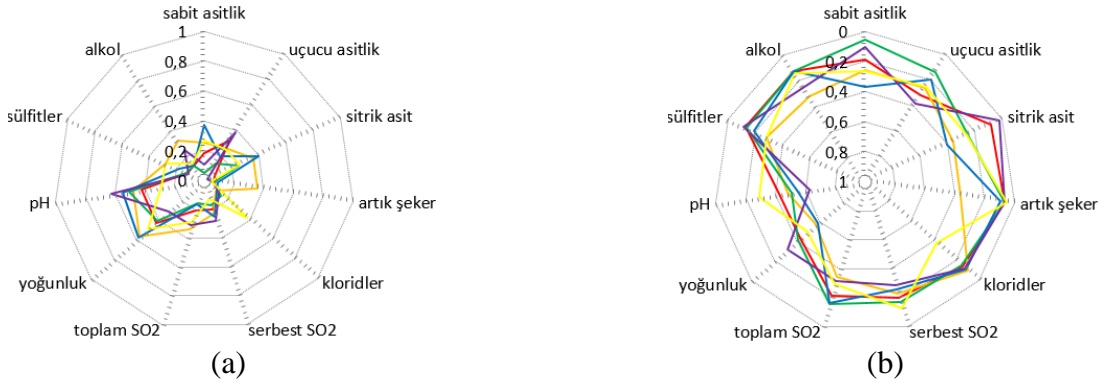 sabit asitlik
1
alkol
uçucu asitlik
0,8
0,6
sülfitler
sitrik asit
0,4
0,2
0
pH
artık şeker
yoğunluk
kloridler
toplam SO2
serbest SO2
(a)
sabit asitlik
0
alkol
uçucu asitlik
0,2
0,4
sülfitler
sitrik asit
0,6
0,8
1
pH
artık şeker
yoğunluk
kloridler
toplam SO2
serbest SO2
(b)